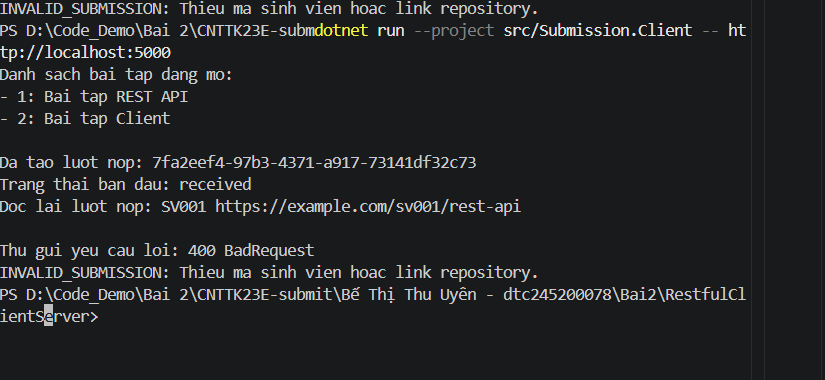 INVALID_SUBMISSION: Thieu ma sinh vien hoac link repository.
PS D:\Code_Demo\Bai 2\CNTTK23E-submdotnet run --project src/Submission.Client -- ht
tp://localhost:5000
Danh sach bai tap dang mo:
- 1: Bai tap REST API
- 2: Bai tap Client
Da tao luot nop: 7fa2eef4-97b3-4371-a917-73141df32c73
Trang thai ban dau: received
Doc lai luot nop: SV001 https://example.com/sv001/rest-api
Thu gui yeu cau loi: 400 BadRequest
INVALID_SUBMISSION: Thieu ma sinh vien hoac link repository.
PS D:\Code_Demo\Bai 2\CNTTK23E-submit\Bế Thị Thu Uyên - dtc245200078\Bai2\RestfulCl
ientServer>